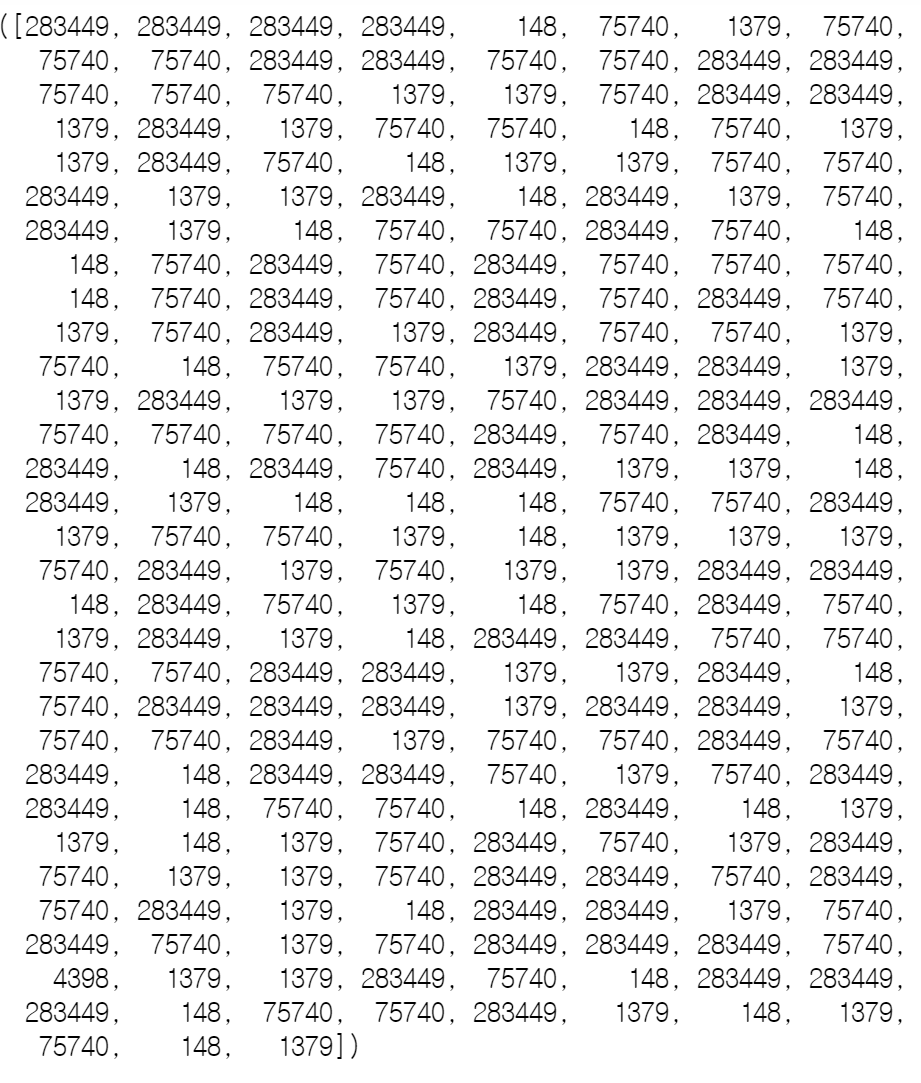 ([283449, 283449, 283449, 283449, 148, 75740, 1379, 75740,
75740, 75740, 283449, 283449, 75740, 75740, 283449, 283449,
75740, 75740, 75740, 1379, 1379, 75740, 283449, 283449,
1379, 283449, 1379, 75740, 75740, 148, 75740, 1379,
1379, 283449, 75740, 148, 1379, 1379, 75740, 75740,
283449, 1379, 1379, 283449, 148, 283449, 1379, 75740,
283449, 1379, 148, 75740, 75740, 283449, 75740, 148,
148, 75740, 283449, 75740, 283449, 75740, 75740, 75740,
148, 75740, 283449, 75740, 283449, 75740, 283449, 75740,
1379, 75740, 283449, 1379, 283449, 75740, 75740, 1379,
75740, 148, 75740, 75740, 1379, 283449, 283449, 1379,
1379, 283449, 1379, 1379, 75740, 283449, 283449, 283449,
75740, 75740, 75740, 75740, 283449, 75740, 283449, 148,
283449, 148, 283449, 75740, 283449, 1379, 1379, 148,
283449, 1379, 148, 148, 148, 75740, 75740, 283449,
1379, 75740, 75740, 1379, 148, 1379, 1379, 1379,
75740, 283449, 1379, 75740, 1379, 1379, 283449, 283449,
148, 283449, 75740, 1379, 148, 75740, 283449, 75740,
1379, 283449, 1379, 148, 283449, 283449, 75740, 75740,
75740, 75740, 283449, 283449, 1379, 1379, 283449, 148,
75740, 283449, 283449, 283449, 1379, 283449, 283449, 1379,
75740, 75740, 283449, 1379, 75740, 75740, 283449, 75740,
283449, 148, 283449, 283449, 75740, 1379, 75740, 283449,
283449, 148, 75740, 75740, 148, 283449, 148, 1379,
1379, 148, 1379, 75740, 283449, 75740, 1379, 283449,
75740, 1379, 1379, 75740, 283449, 283449, 75740, 283449,
75740, 283449, 1379, 148, 283449, 283449, 1379, 75740,
283449, 75740, 1379, 75740, 283449, 283449, 283449, 75740,
4398, 1379, 1379, 283449, 75740, 148, 283449, 283449,
283449, 148, 75740, 75740, 283449, 1379, 148, 1379,
75740, 148, 1379])